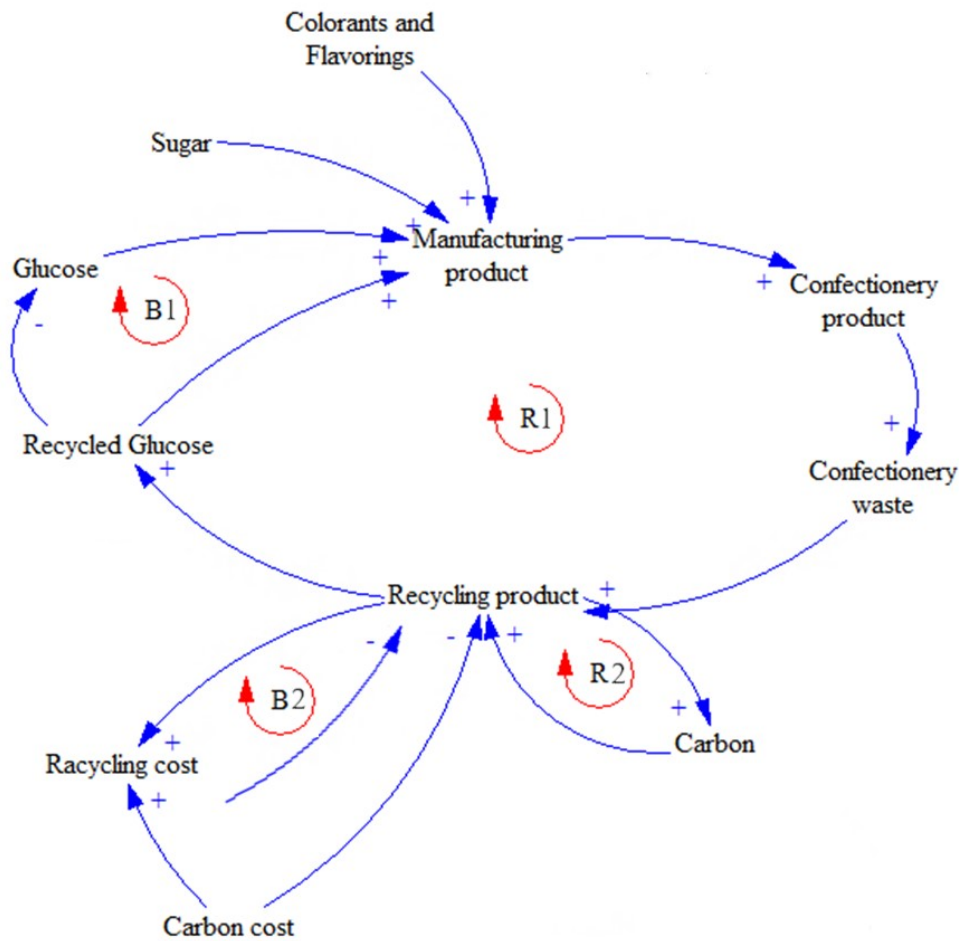 Colorants and
Flavorings
Sugar
+
+
Manufacturing
product
Glucose
+
+
+
Confectionery
product
B1
-
R1
+
Recycled Glucose
+
Confectionery
waste
Recycling product
+
-
-
+
B2
R2
+
+
Carbon
Racycling cost
+
Carbon cost